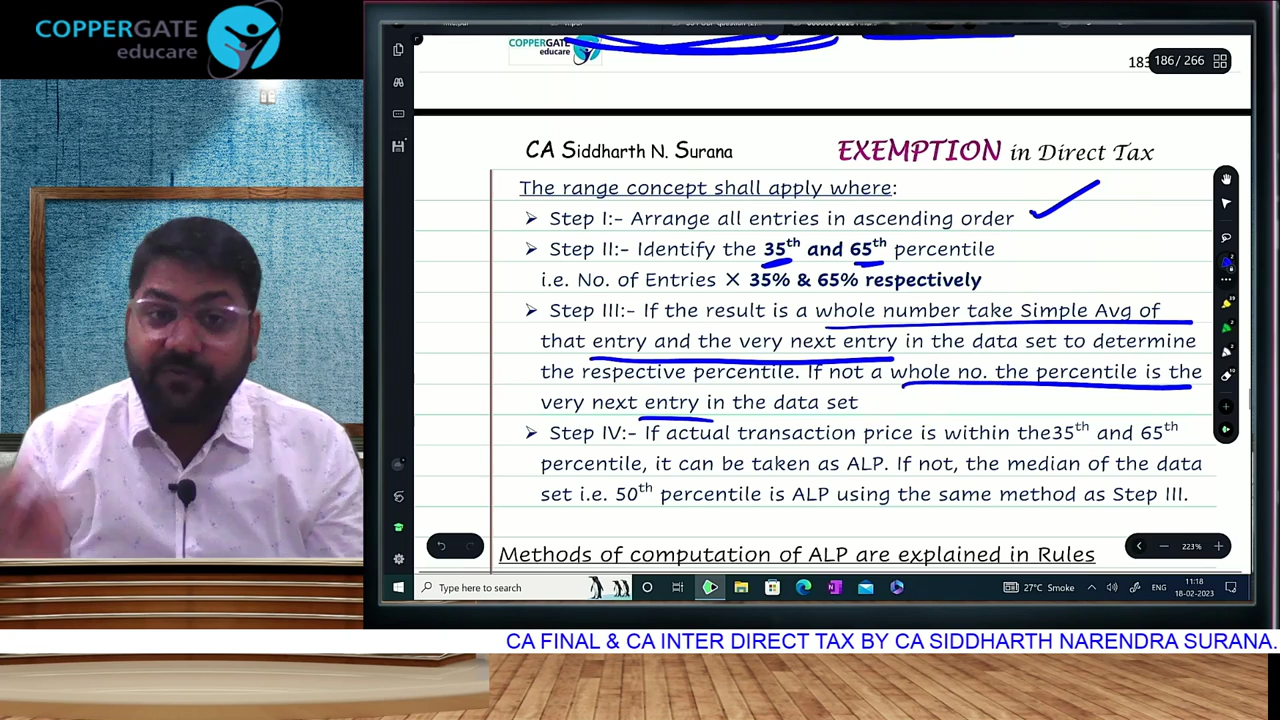 COPPERGATE
educare
COPPERGATE
educare
183
186 / 266
CA Siddharth N. Surana
EXEMPTION in Direct Tax
The range concept shall apply where:
➢ Step I:- Arrange all entries in ascending order
➢ Step II:- Identify the 35th and 65th percentile
i.e. No. of Entries × 35% & 65% respectively
➢ Step III:- If the result is a whole number take Simple Avg of
that entry and the very next entry in the data set to determine
the respective percentile. If not a whole no. the percentile is the
very next entry in the data set
➢ Step IV:- If actual transaction price is within the35th and 65th
percentile, it can be taken as ALP. If not, the median of the data
set i.e. 50th percentile is ALP using the same method as Step III.
Methods of computation of ALP are explained in Rules
223%
Type here to search
27°C Smoke
ENG
11:18
18-02-2023
CA FINAL & CA INTER DIRECT TAX BY CA SIDDHARTH NARENDRA SURANA.